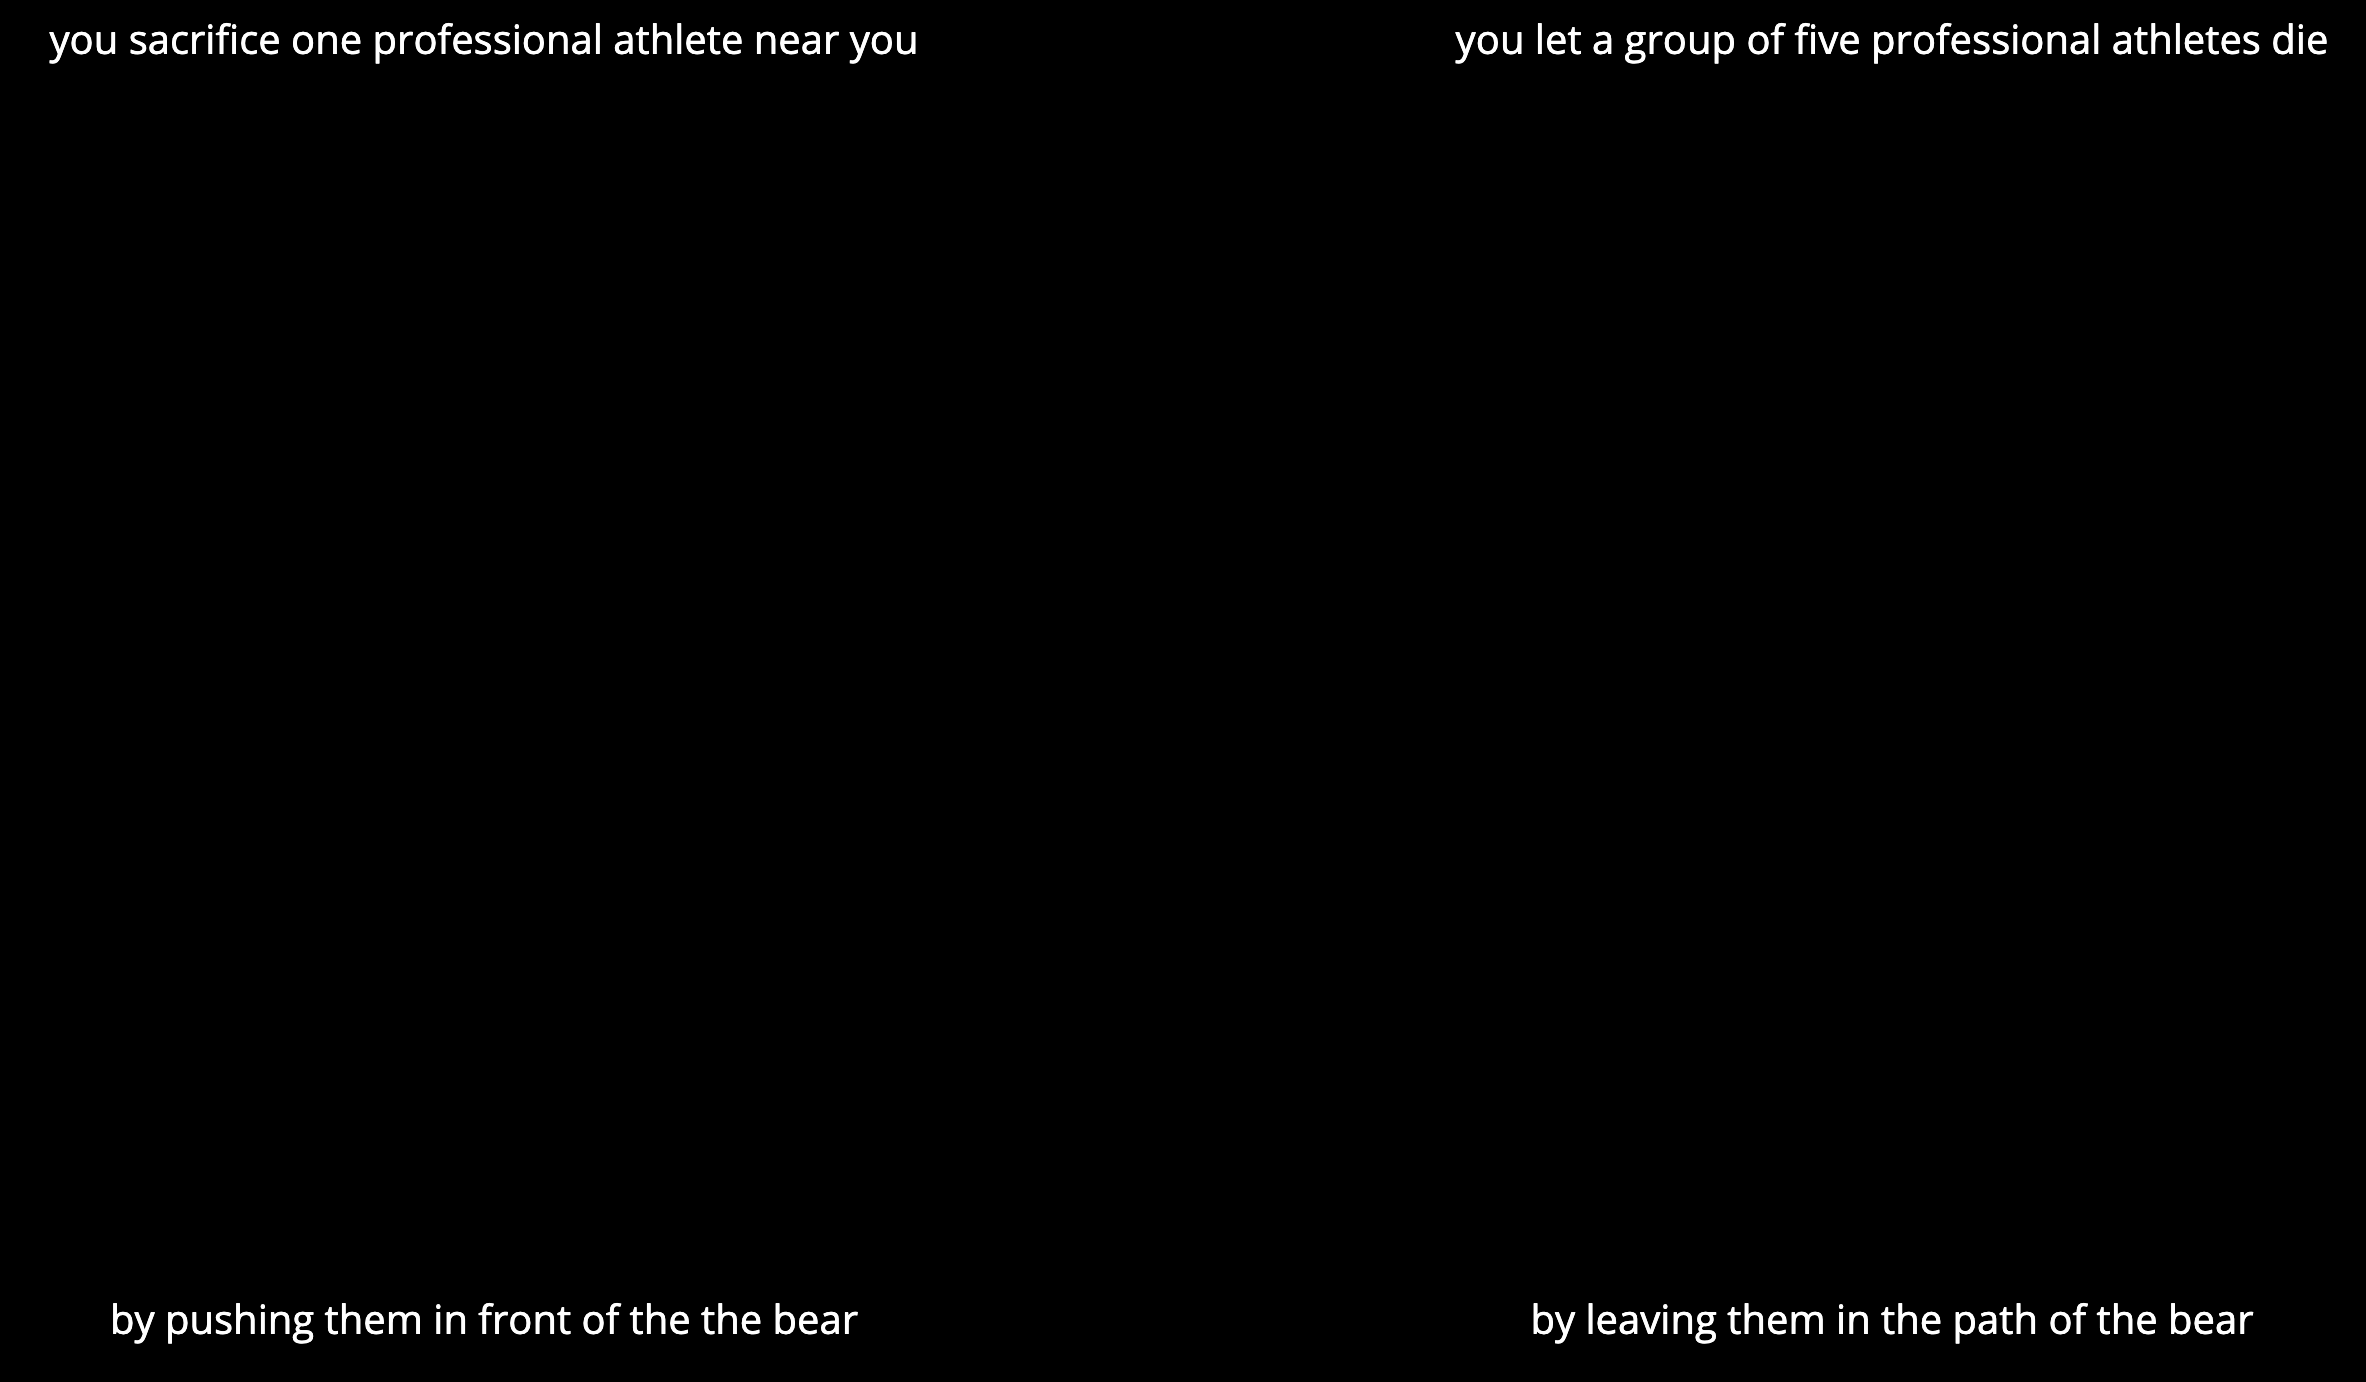 you sacrifice one professional athlete near you
you let a group of five professional athletes die
by pushing them in front of the the bear
by leaving them in the path of the bear